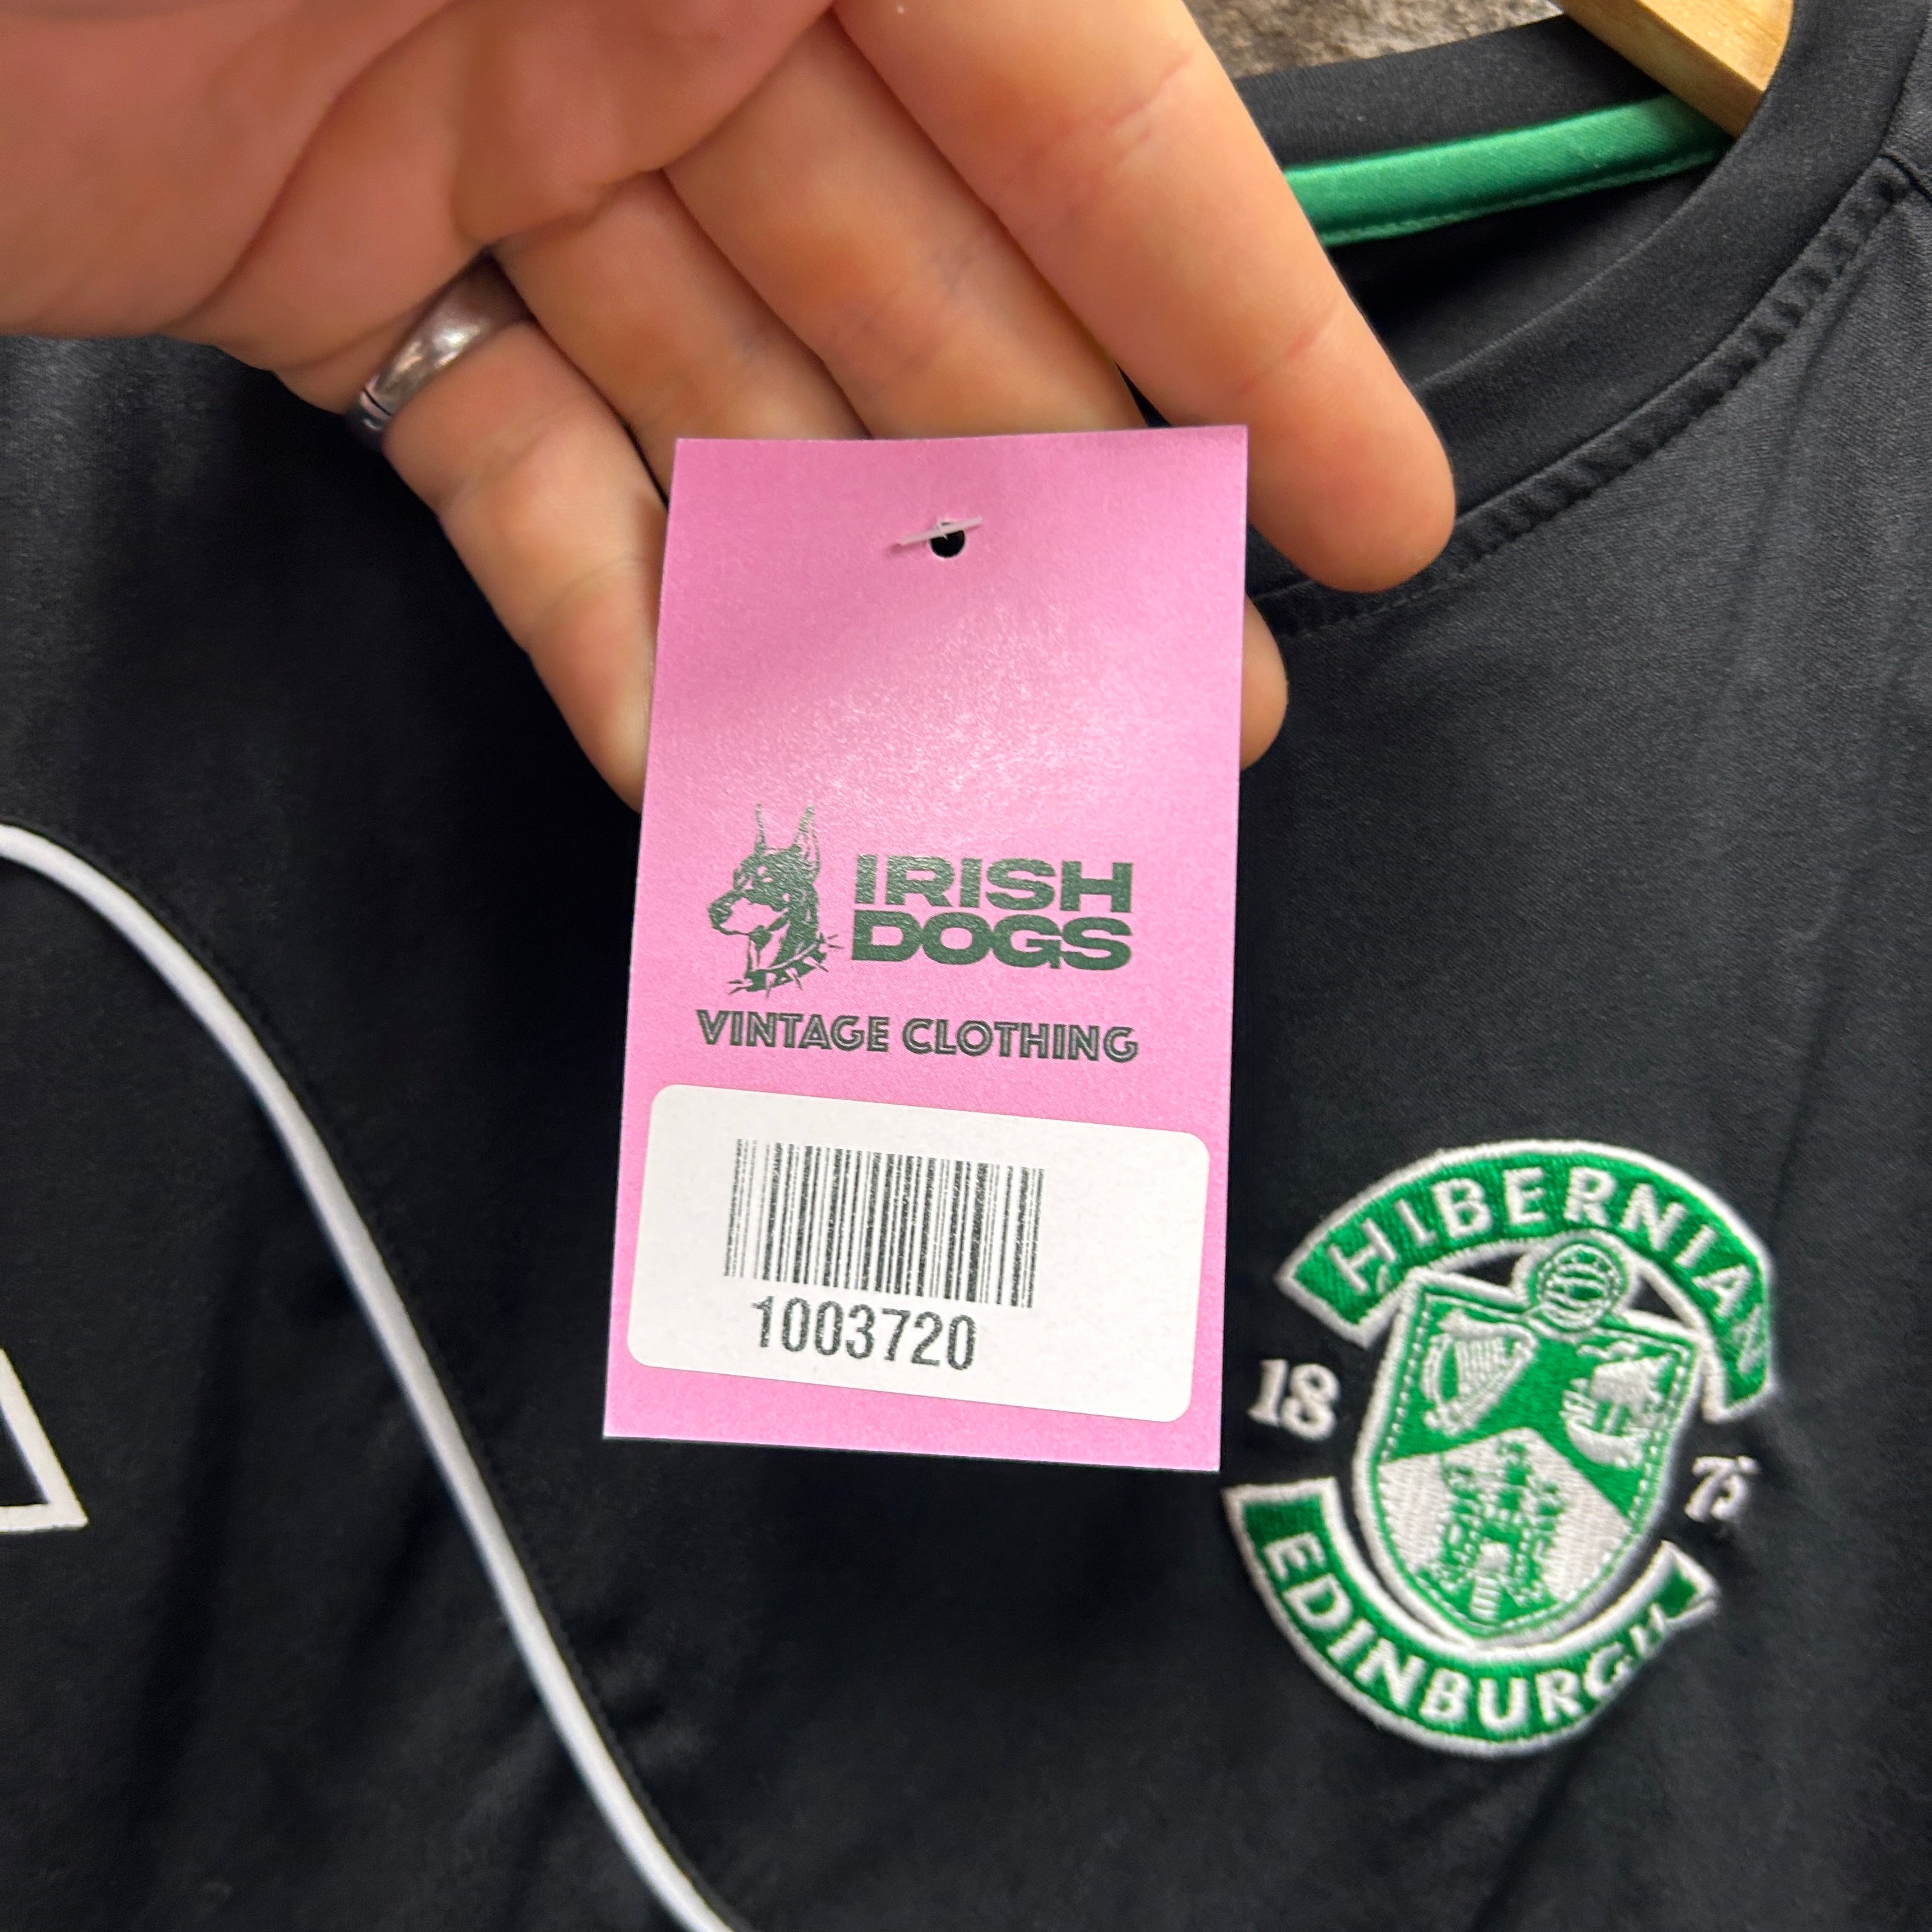 IRISH
DOGS
VINTAGE CLOTHING
1003720
HIBERNIAN
18 75
EDINBURGH